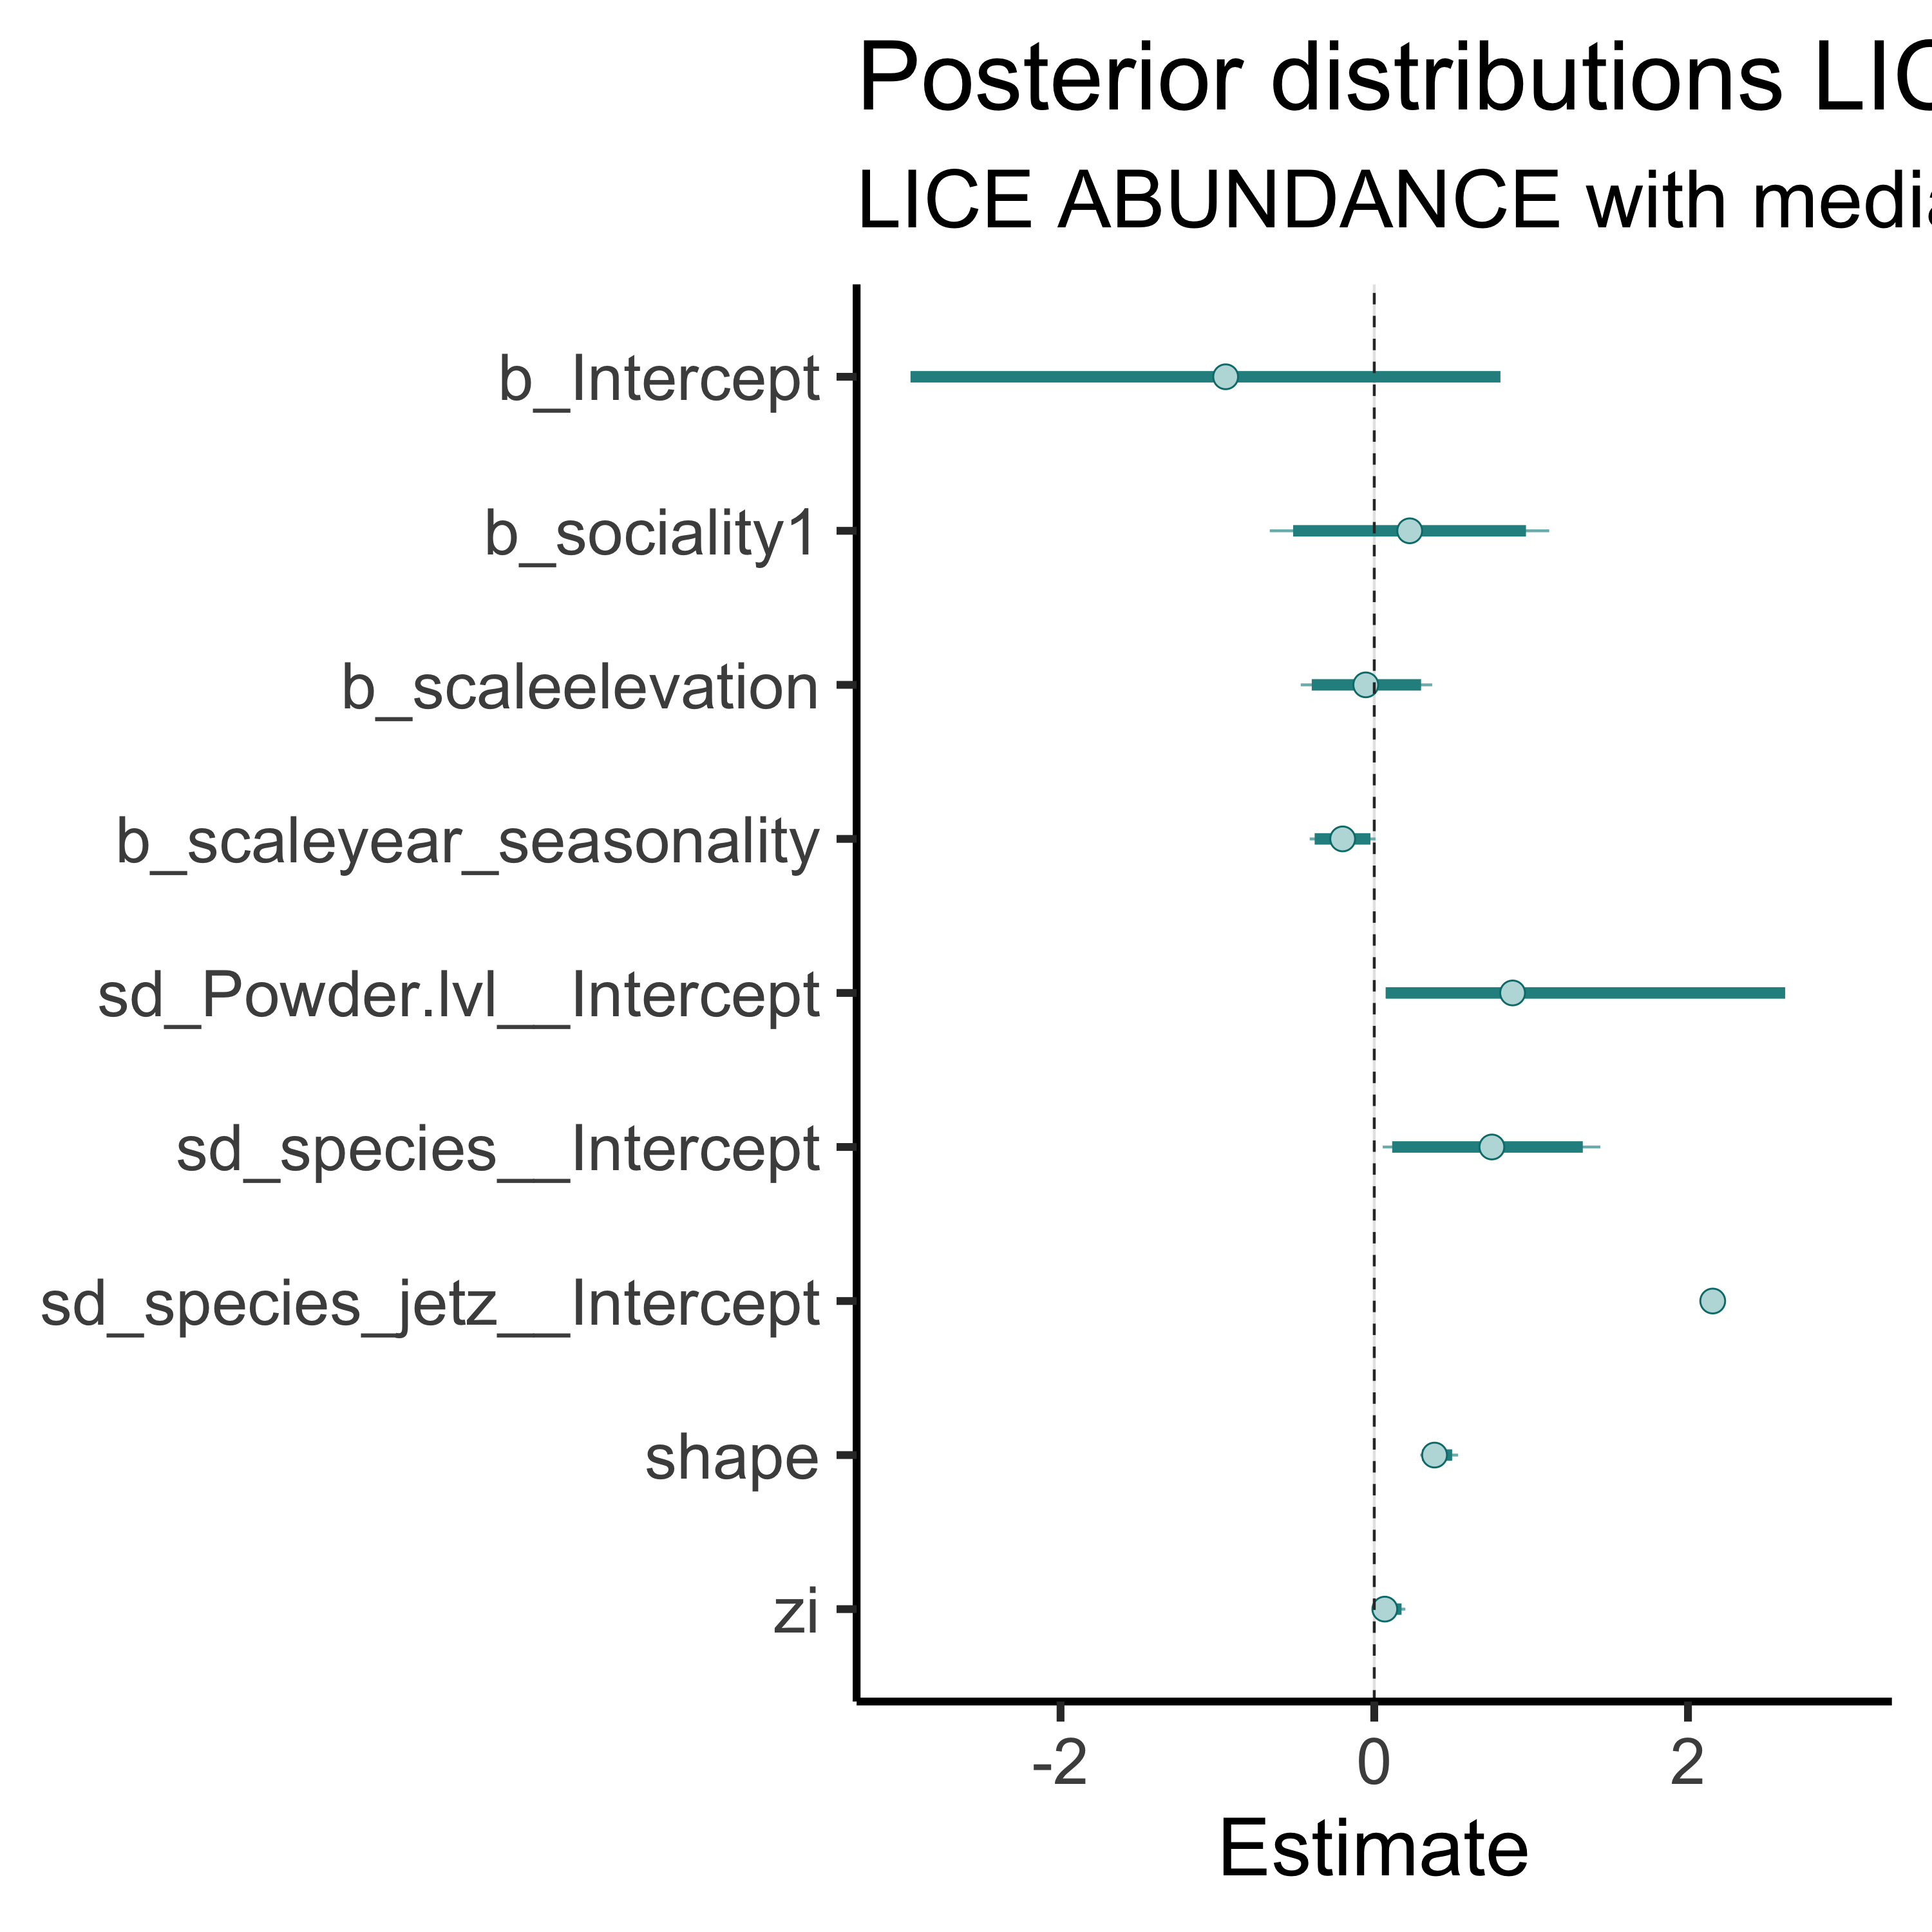 Posterior distributions LIC
LICE ABUNDANCE with media
b_Intercept
b_sociality1
b_scaleelevation
b_scaleyear_seasonality
sd_Powder.lvl__Intercept
sd_species__Intercept
sd_species_jetz__Intercept
shape
zi
-2 0 2
Estimate